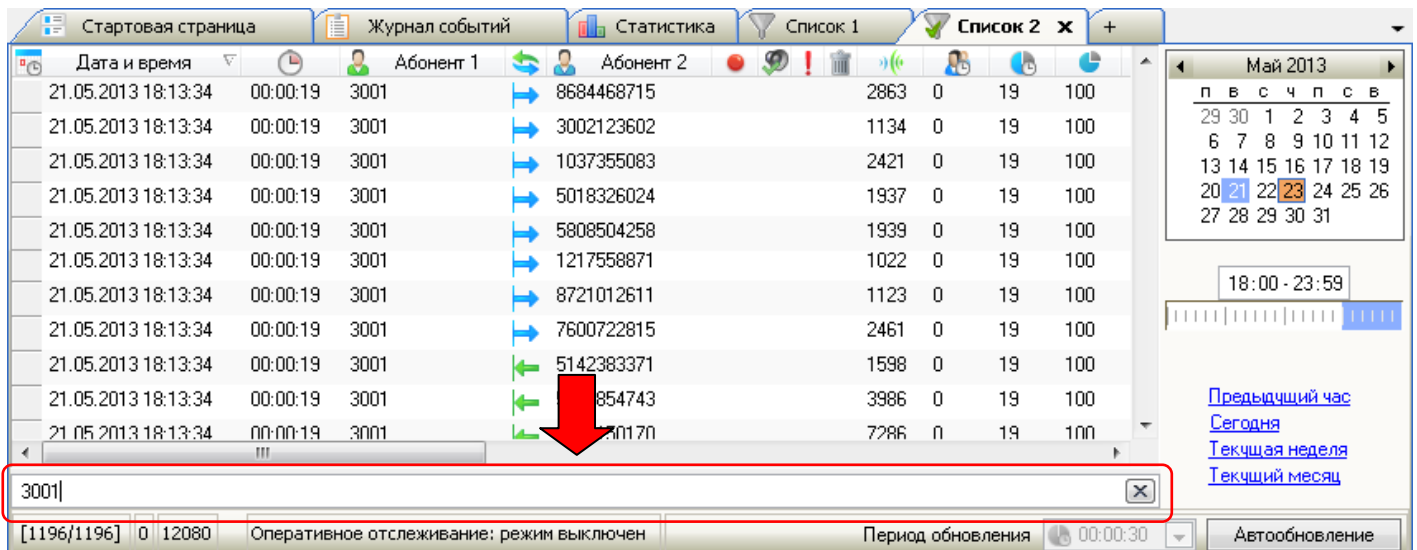 Стартовая страница Журнал событий Статистика Список 1 Список 2 x +
Дата и время Абонент 1 Абонент 2
21.05.2013 18:13:34 00:00:19 3001 8684468715 2863 0 19 100
21.05.2013 18:13:34 00:00:19 3001 3002123602 1134 0 19 100
21.05.2013 18:13:34 00:00:19 3001 1037355083 2421 0 19 100
21.05.2013 18:13:34 00:00:19 3001 5018326024 1937 0 19 100
21.05.2013 18:13:34 00:00:19 3001 5808504258 1939 0 19 100
21.05.2013 18:13:34 00:00:19 3001 1217558871 1022 0 19 100
21.05.2013 18:13:34 00:00:19 3001 8721012611 1123 0 19 100
21.05.2013 18:13:34 00:00:19 3001 7600722815 2461 0 19 100
21.05.2013 18:13:34 00:00:19 3001 5142383371 1598 0 19 100
21.05.2013 18:13:34 00:00:19 3001 3986 0 19 100
21.05.2013 18:13:34 00:00:19 3001 7286 0 19 100
3001
[1196/1196] 0 12080 Оперативное отслеживание: режим выключен Период обновления 00:00:30 Автообновление
Май 2013
п в с ч п с в
29 30 1 2 3 4 5
6 7 8 9 10 11 12
13 14 15 16 17 18 19
20 21 22 23 24 25 26
27 28 29 30 31
18:00 - 23:59
Предыдущий час
Сегодня
Текущая неделя
Текущий месяц